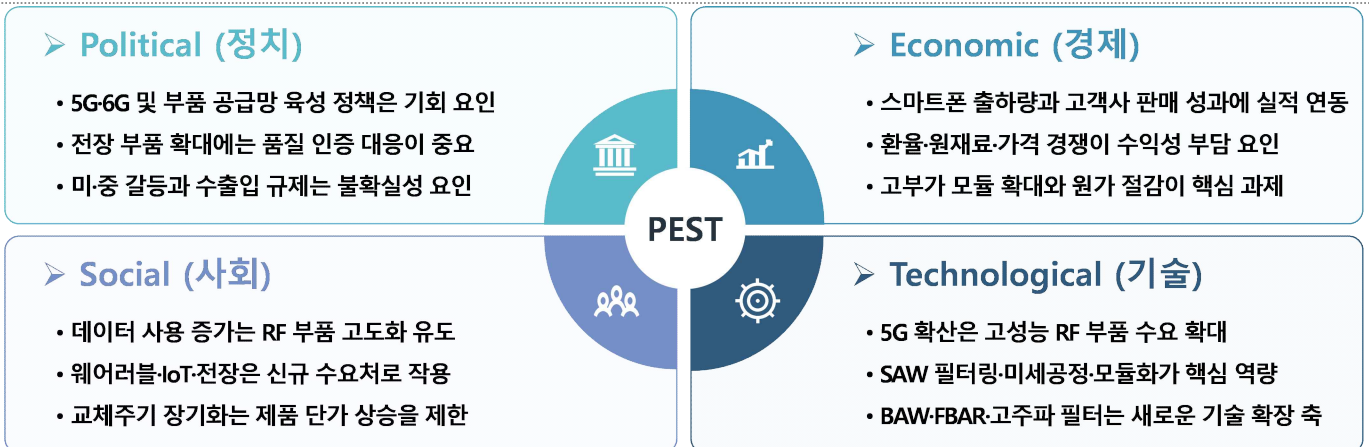 ➢ Political (정치)
• 5G·6G 및 부품 공급망 육성 정책은 기회 요인
• 전장 부품 확대에는 품질 인증 대응이 중요
• 미·중 갈등과 수출입 규제는 불확실성 요인
➢ Economic (경제)
• 스마트폰 출하량과 고객사 판매 성과에 실적 연동
• 환율·원재료·가격 경쟁이 수익성 부담 요인
• 고부가 모듈 확대와 원가 절감이 핵심 과제
PEST
➢ Social (사회)
• 데이터 사용 증가는 RF 부품 고도화 유도
• 웨어러블·IoT·전장은 신규 수요처로 작용
• 교체주기 장기화는 제품 단가 상승을 제한
➢ Technological (기술)
• 5G 확산은 고성능 RF 부품 수요 확대
• SAW 필터링·미세공정·모듈화가 핵심 역량
• BAW·FBAR·고주파 필터는 새로운 기술 확장 축